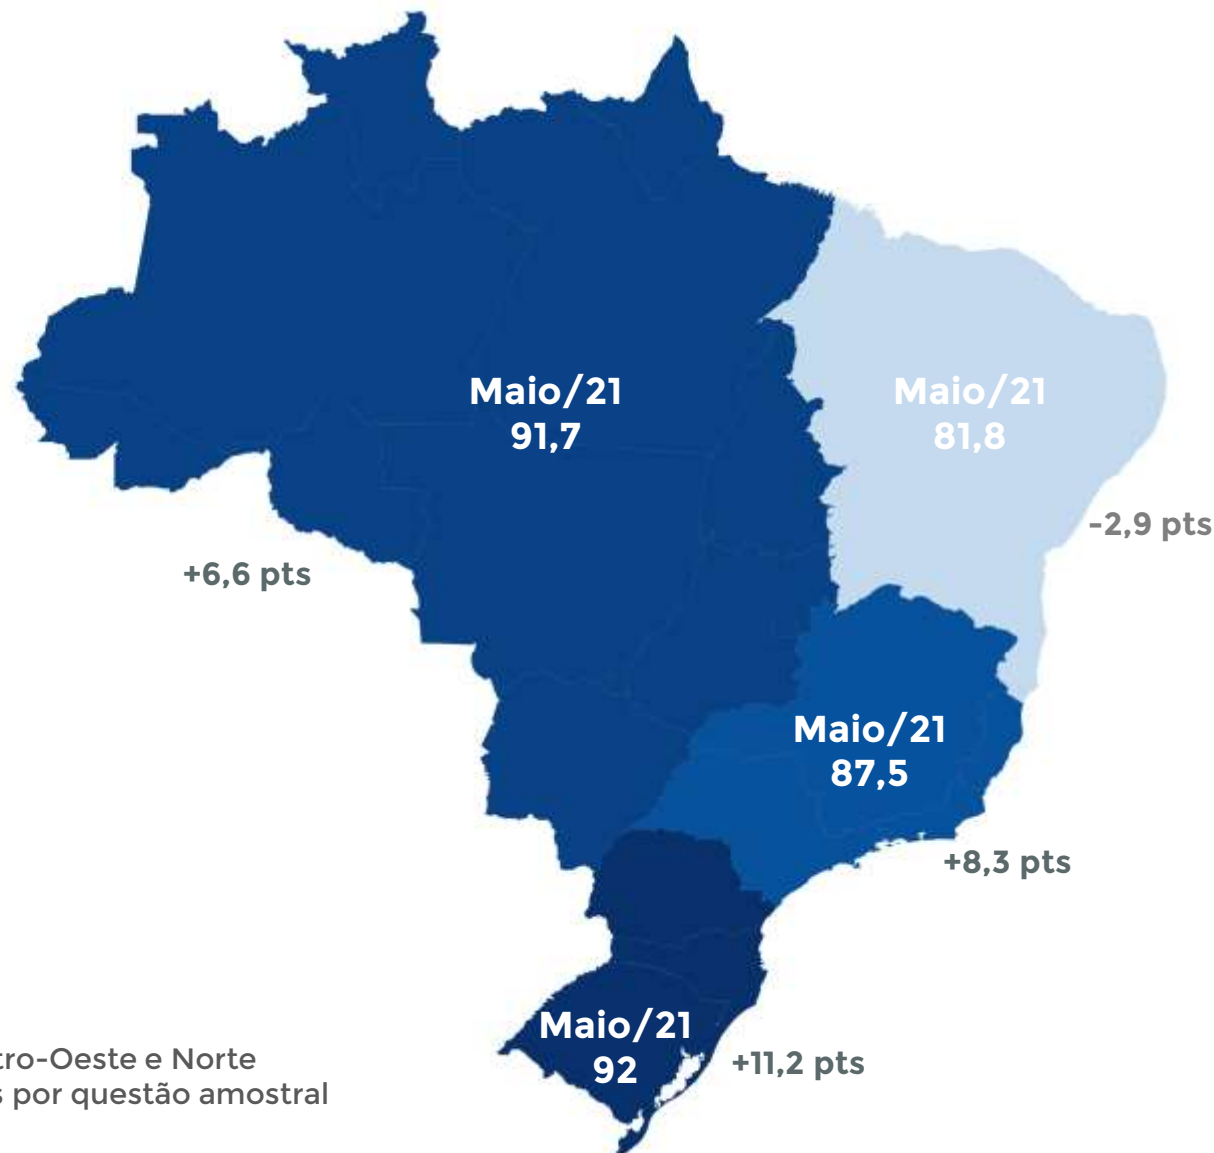 Maio/21
91,7
Maio/21
81,8
-2,9 pts
+6,6 pts
Maio/21
87,5
+8,3 pts
Maio/21
92
+11,2 pts
tro-Oeste e Norte
s por questão amostral